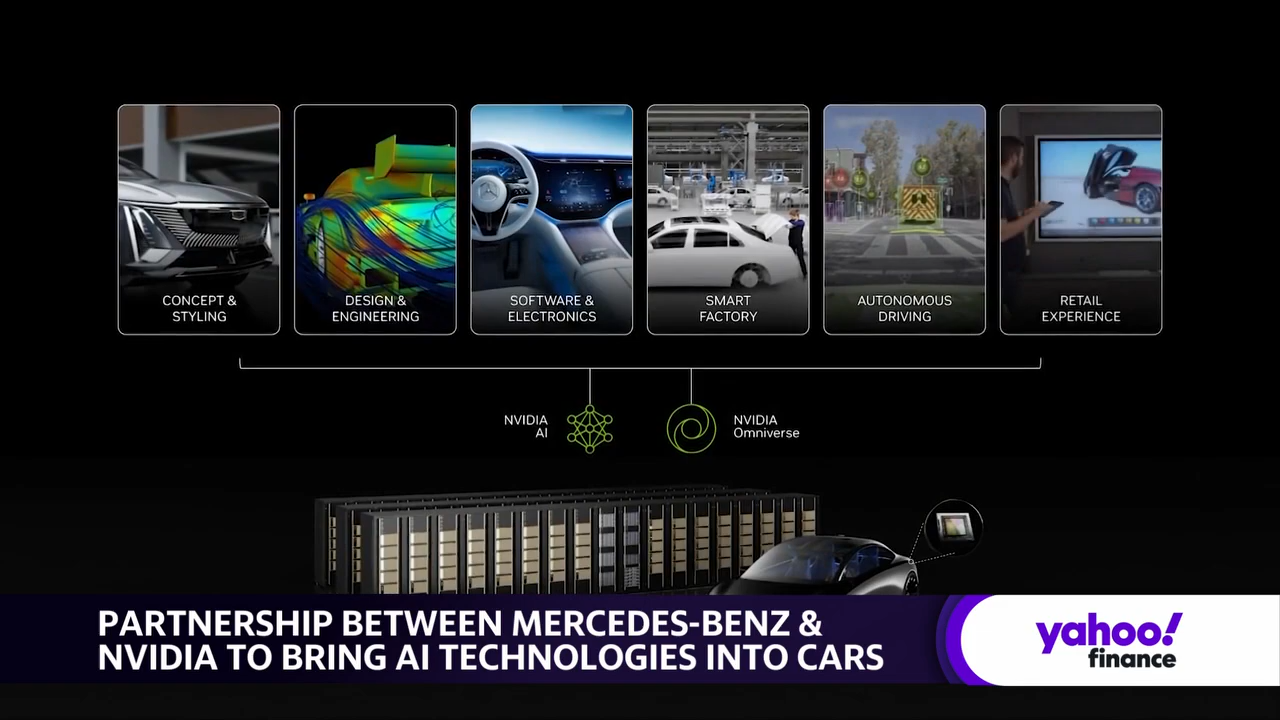 CONCEPT &
STYLING
DESIGN &
ENGINEERING
SOFTWARE &
ELECTRONICS
SMART
FACTORY
AUTONOMOUS
DRIVING
RETAIL
EXPERIENCE
NVIDIA
AI
NVIDIA
Omniverse
PARTNERSHIP BETWEEN MERCEDES-BENZ &
NVIDIA TO BRING AI TECHNOLOGIES INTO CARS
yahoo!
finance